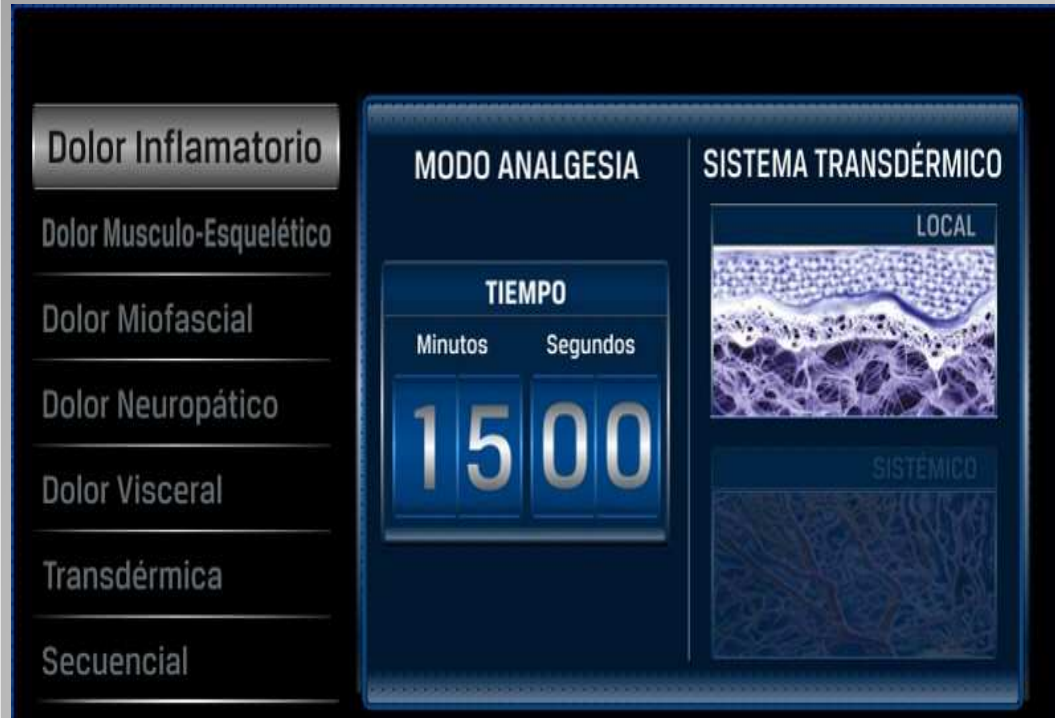 Dolor Inflamatorio
Dolor Musculo-Esquelético
Dolor Miofascial
Dolor Neuropático
Dolor Visceral
Transdérmica
Secuencial
MODO ANALGESIA
TIEMPO
Minutos Segundos
15 00
SISTEMA TRANSDÉRMICO
LOCAL
SISTÉMICO